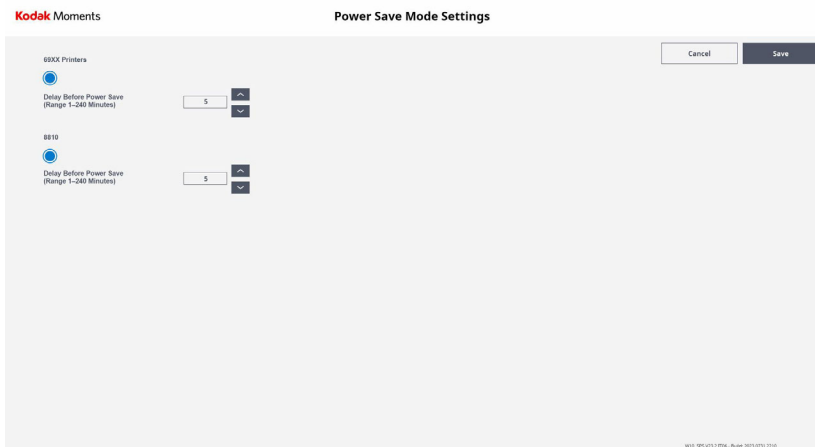 Kodak Moments
Power Save Mode Settings
Cancel
Save
69XX Printers
Delay Before Power Save
(Range 1–240 Minutes)
5
8810
Delay Before Power Save
(Range 1–240 Minutes)
5